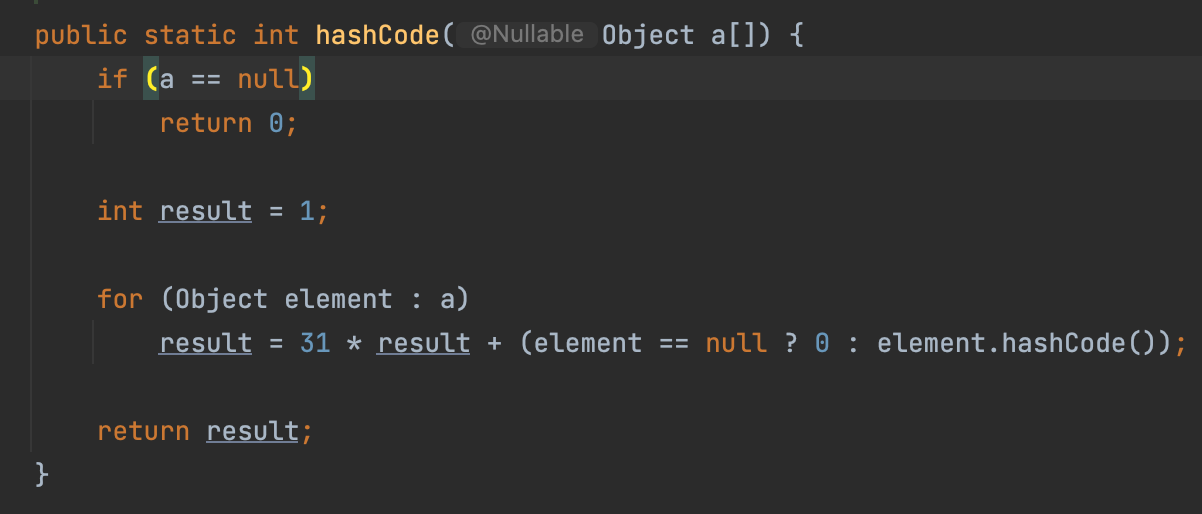 public static int hashCode( @Nullable Object a[]) {
if (a == null)
return 0;
int result = 1;
for (Object element : a)
result = 31 * result + (element == null ? 0 : element.hashCode());
return result;
}